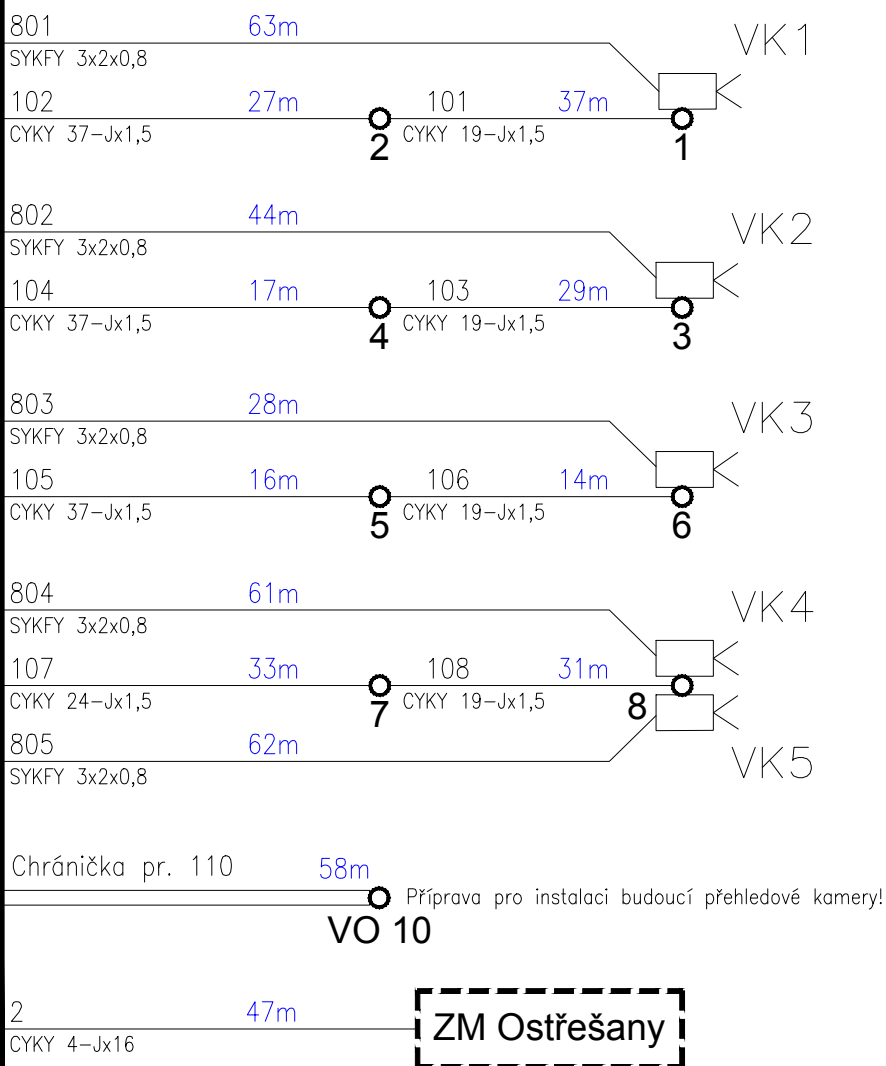 801 63m VK1
SYKFY 3x2x0,8
102 27m 101 37m
CYKY 37-Jx1,5 2 CYKY 19-Jx1,5 1
802 44m VK2
SYKFY 3x2x0,8
104 17m 103 29m
CYKY 37-Jx1,5 4 CYKY 19-Jx1,5 3
803 28m VK3
SYKFY 3x2x0,8
105 16m 106 14m
CYKY 37-Jx1,5 5 CYKY 19-Jx1,5 6
804 61m VK4
SYKFY 3x2x0,8
107 33m 108 31m
CYKY 24-Jx1,5 7 CYKY 19-Jx1,5 8
805 62m VK5
SYKFY 3x2x0,8
Chránička pr. 110 58m
Příprava pro instalaci budoucí přehledové kamery!
VO 10
2 47m ZM Ostřešany
CYKY 4-Jx16